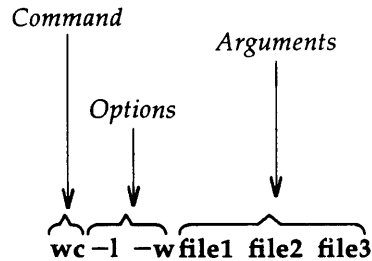 Command
Arguments
Options
wc –l –w file1 file2 file3